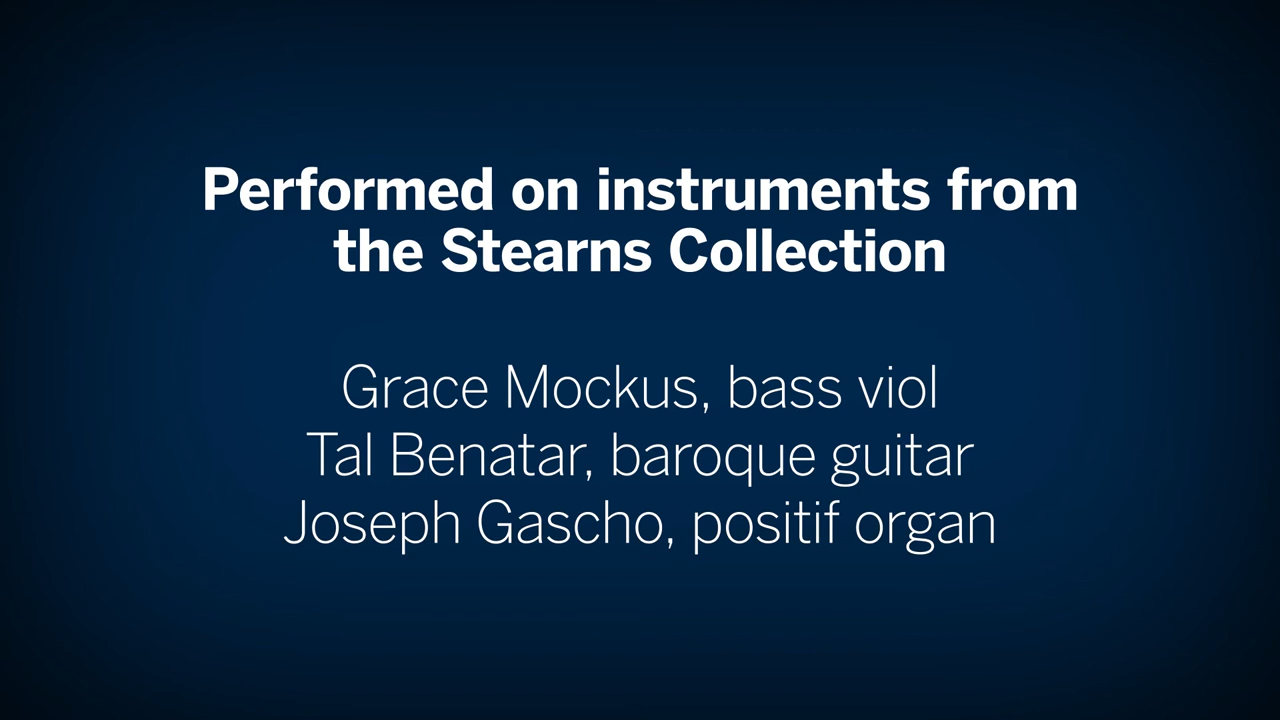 Performed on instruments from
the Stearns Collection
Grace Mockus, bass viol
Tal Benatar, baroque guitar
Joseph Gascho, positif organ